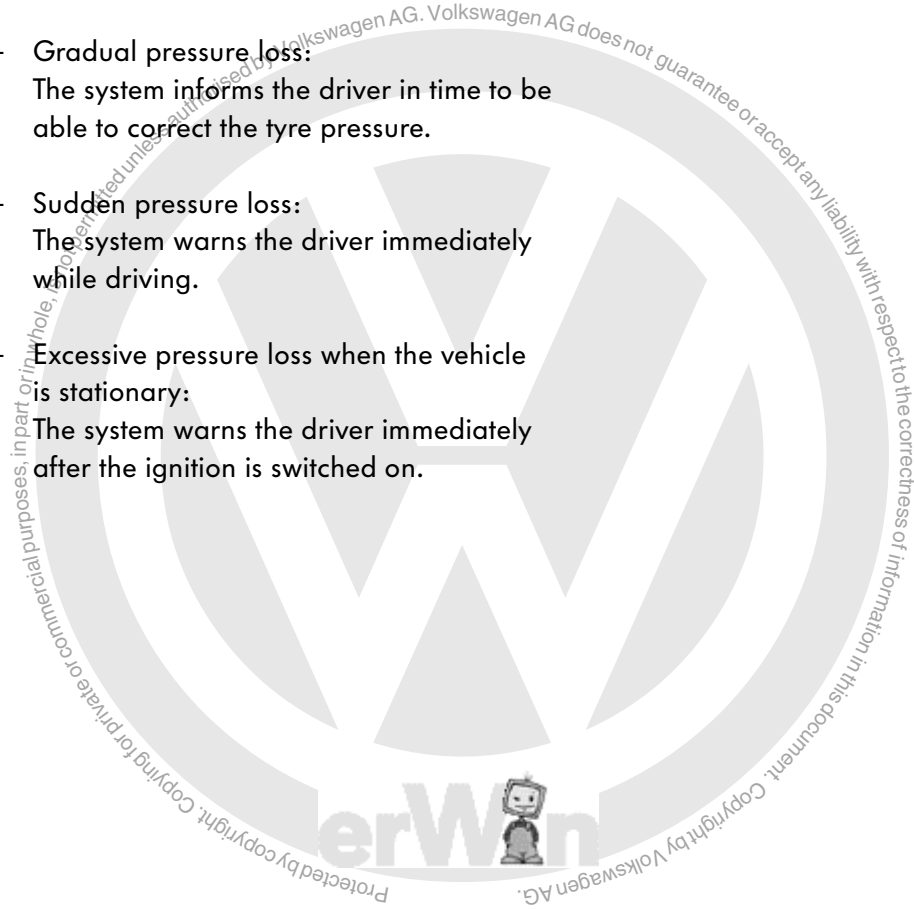 - Gradual pressure loss:
The system informs the driver in time to be
able to correct the tyre pressure.
- Sudden pressure loss:
The system warns the driver immediately
while driving.
- Excessive pressure loss when the vehicle
is stationary:
The system warns the driver immediately
after the ignition is switched on.
Protected by copyright. Copying for private or commercial purposes, in part or in whole, is not permitted unless authorised by Volkswagen AG. Volkswagen AG does not guarantee or accept any liability with respect to the correctness of information in this document. Copyright by Volkswagen AG.
erWin